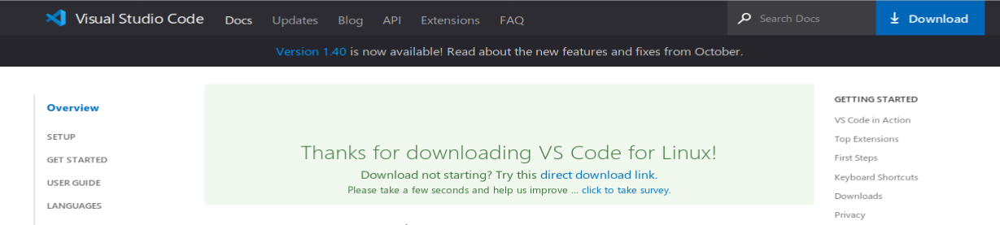 Visual Studio Code Docs Updates Blog API Extensions FAQ Search Docs Download
Version 1.40 is now available! Read about the new features and fixes from October.
Overview
SETUP
GET STARTED
USER GUIDE
LANGUAGES
Thanks for downloading VS Code for Linux!
Download not starting? Try this direct download link.
Please take a few seconds and help us improve ... click to take survey.
GETTING STARTED
VS Code in Action
Top Extensions
First Steps
Keyboard Shortcuts
Downloads
Privacy